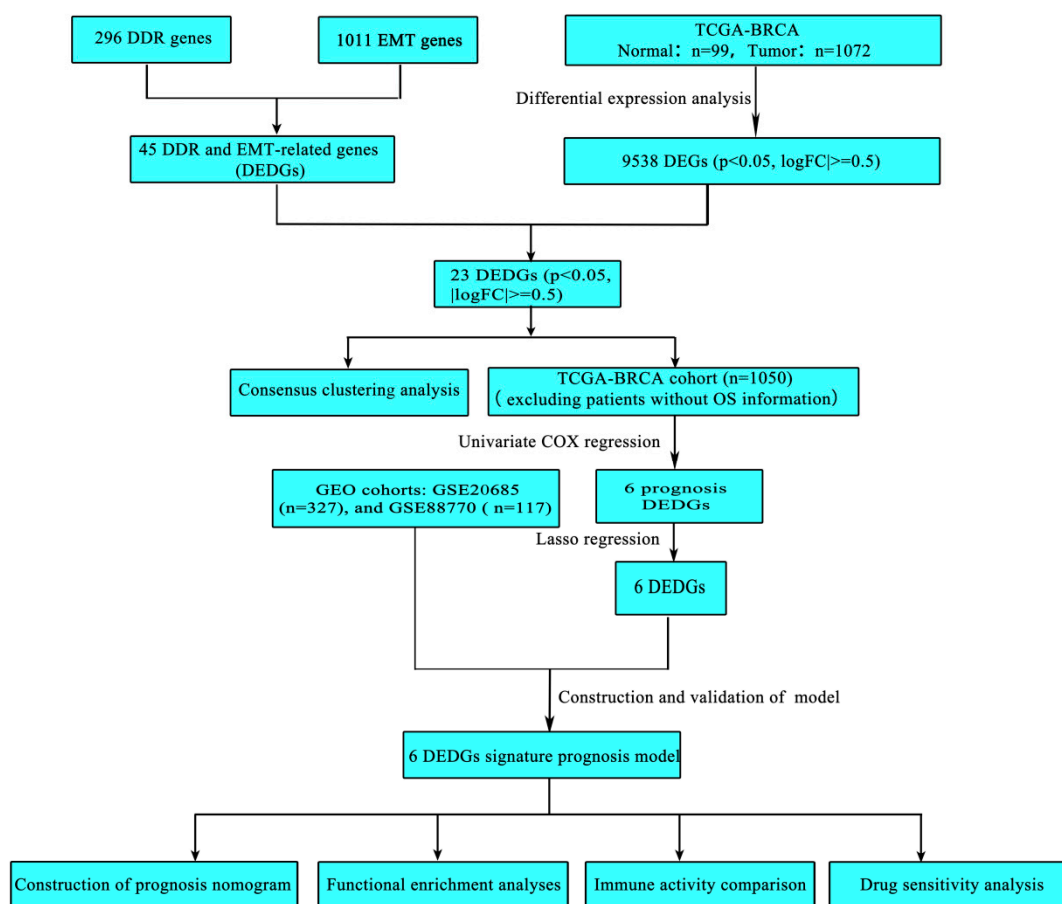 296 DDR genes
1011 EMT genes
TCGA-BRCA
Normal：n=99，Tumor：n=1072
Differential expression analysis
45 DDR and EMT-related genes
(DEDGs)
9538 DEGs (p<0.05, logFC|>=0.5)
23 DEDGs (p<0.05,
|logFC|>=0.5)
Consensus clustering analysis
TCGA-BRCA cohort (n=1050)
（excluding patients without OS information）
Univariate COX regression
GEO cohorts: GSE20685
(n=327), and GSE88770 ( n=117)
6 prognosis
DEDGs
Lasso regression
6 DEDGs
Construction and validation of model
6 DEDGs signature prognosis model
Construction of prognosis nomogram
Functional enrichment analyses
Immune activity comparison
Drug sensitivity analysis